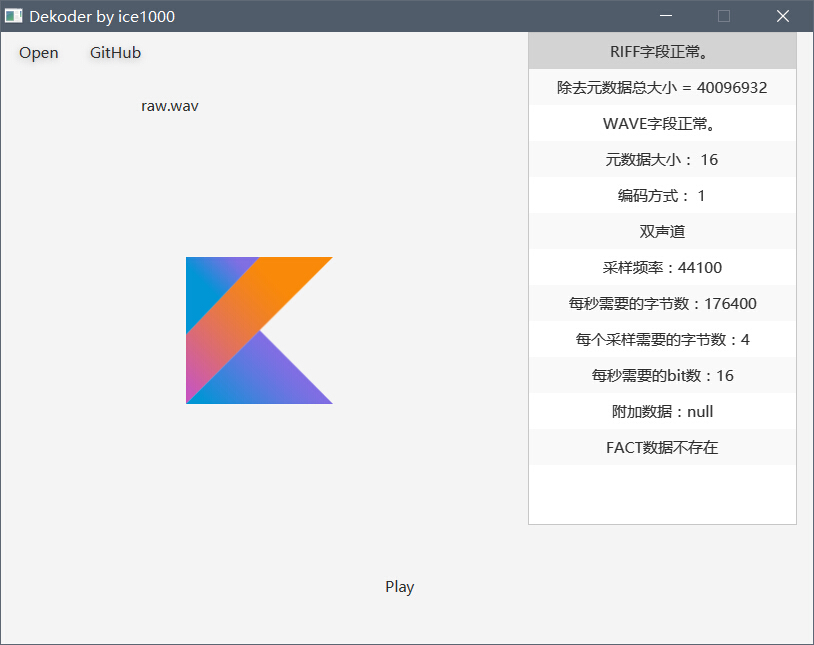 Dekoder by ice1000
Open
GitHub
raw.wav
RIFF字段正常。
除去元数据总大小 = 40096932
WAVE字段正常。
元数据大小： 16
编码方式： 1
双声道
采样频率：44100
每秒需要的字节数：176400
每个采样需要的字节数：4
每秒需要的bit数：16
附加数据：null
FACT数据不存在
Play